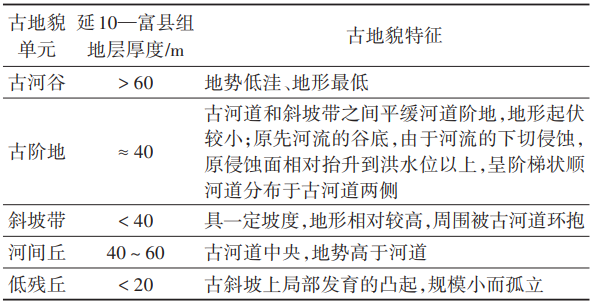 古地貌 延10—富县组 古地貌特征
单元 地层厚度/m
古河谷 > 60 地势低洼、地形最低
古河道和斜坡带之间平缓河道阶地,地形起伏
较小;原先河流的谷底,由于河流的下切侵蚀,
古阶地 ≈ 40
原侵蚀面相对抬升到洪水位以上,呈阶梯状顺
河道分布于古河道两侧
斜坡带 < 40 具一定坡度,地形相对较高,周围被古河道环抱
河间丘 40 ~ 60 古河道中央,地势高于河道
低残丘 < 20 古斜坡上局部发育的凸起,规模小而孤立